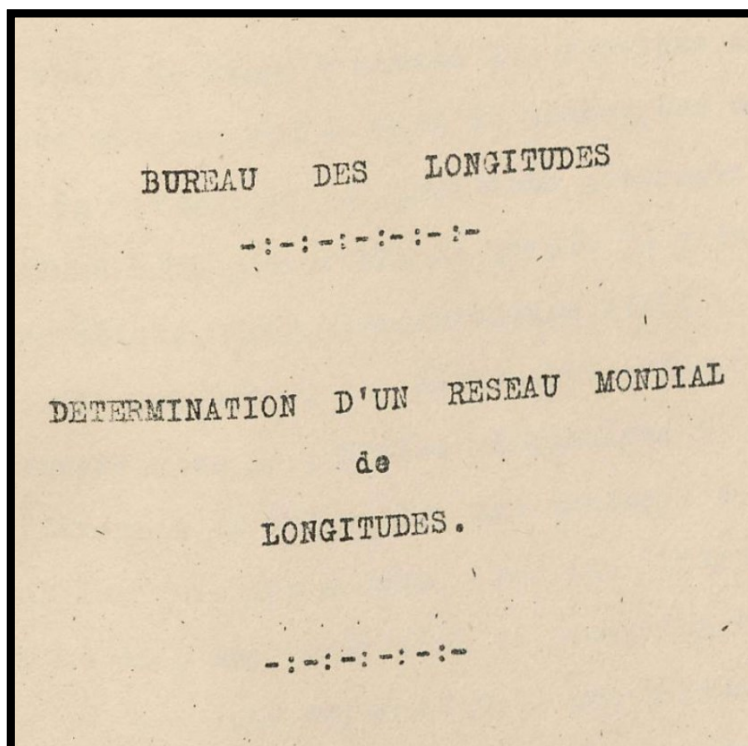 BUREAU DES LONGITUDES
-:-:-:-:-:-:-
DETERMINATION D'UN RESEAU MONDIAL
de
LONGITUDES.
-:-:-:-:-:-